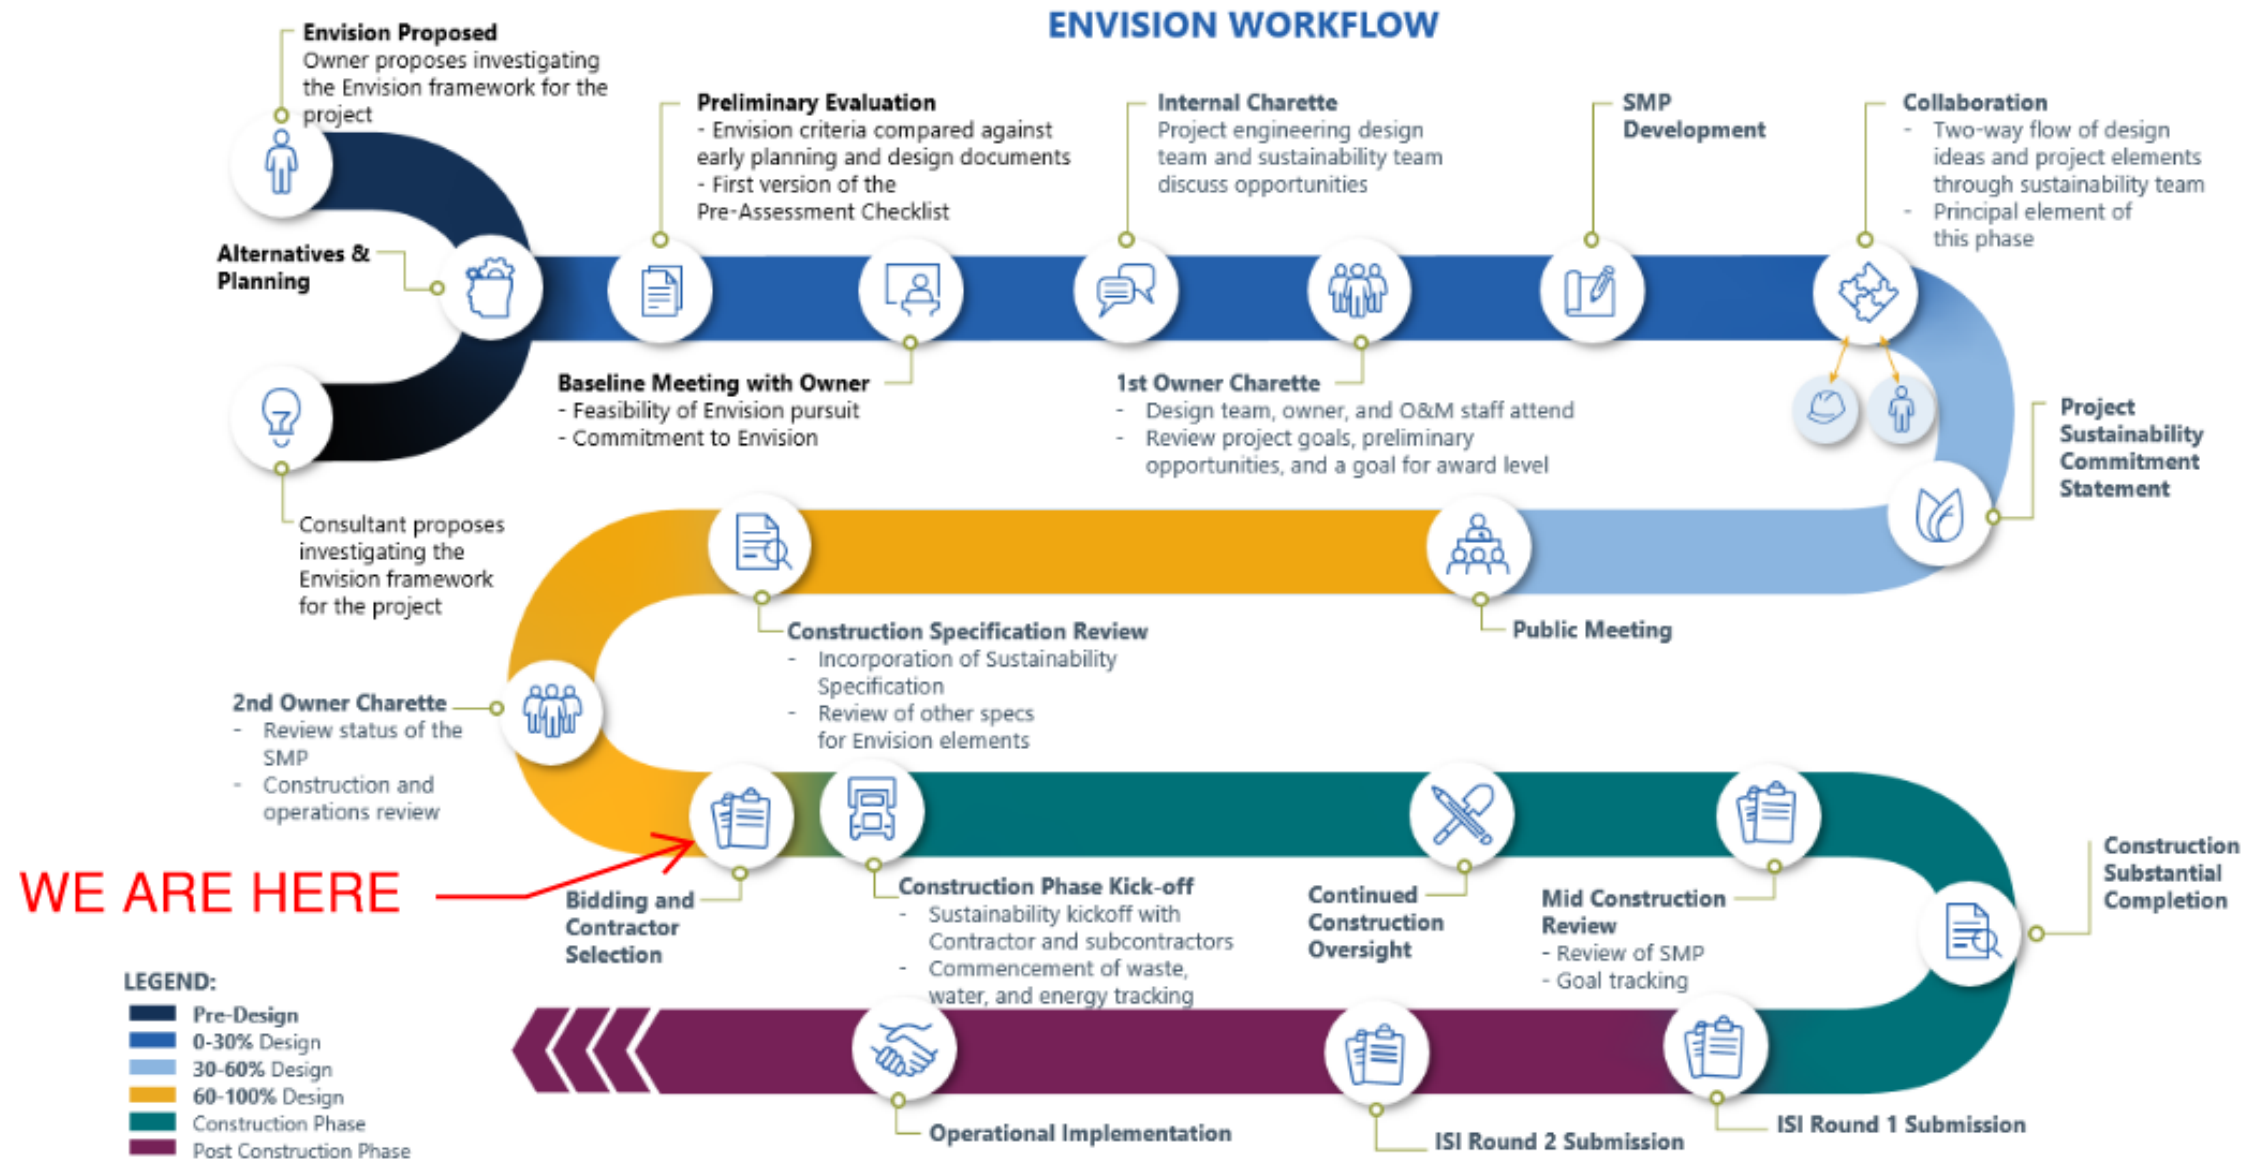 ENVISION WORKFLOW
Envision Proposed
Owner proposes investigating
the Envision framework for the
project
Preliminary Evaluation
- Envision criteria compared against
early planning and design documents
- First version of the
Pre-Assessment Checklist
Internal Charette
Project engineering design
team and sustainability team
discuss opportunities
SMP
Development
Collaboration
- Two-way flow of design
ideas and project elements
through sustainability team
- Principal element of
this phase
Alternatives &
Planning
Baseline Meeting with Owner
- Feasibility of Envision pursuit
- Commitment to Envision
1st Owner Charette
- Design team, owner, and O&M staff attend
- Review project goals, preliminary
opportunities, and a goal for award level
Project
Sustainability
Commitment
Statement
Consultant proposes
investigating the
Envision framework
for the project
Construction Specification Review
- Incorporation of Sustainability
Specification
- Review of other specs
for Envision elements
Public Meeting
2nd Owner Charette
- Review status of the
SMP
- Construction and
operations review
WE ARE HERE
Bidding and
Contractor
Selection
Construction Phase Kick-off
- Sustainability kickoff with
Contractor and subcontractors
- Commencement of waste,
water, and energy tracking
Continued
Construction
Oversight
Mid Construction
Review
- Review of SMP
- Goal tracking
Construction
Substantial
Completion
LEGEND:
Pre-Design
0-30% Design
30-60% Design
60-100% Design
Construction Phase
Post Construction Phase
Operational Implementation
ISI Round 2 Submission
ISI Round 1 Submission